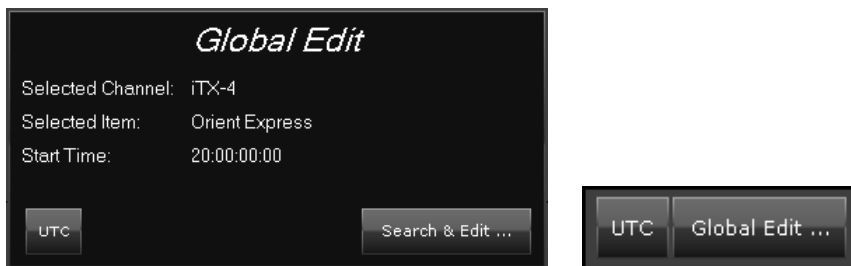 Global Edit
Selected Channel: iTX-4
Selected Item: Orient Express
Start Time: 20:00:00:00
UTC Search & Edit ...
UTC Global Edit ...